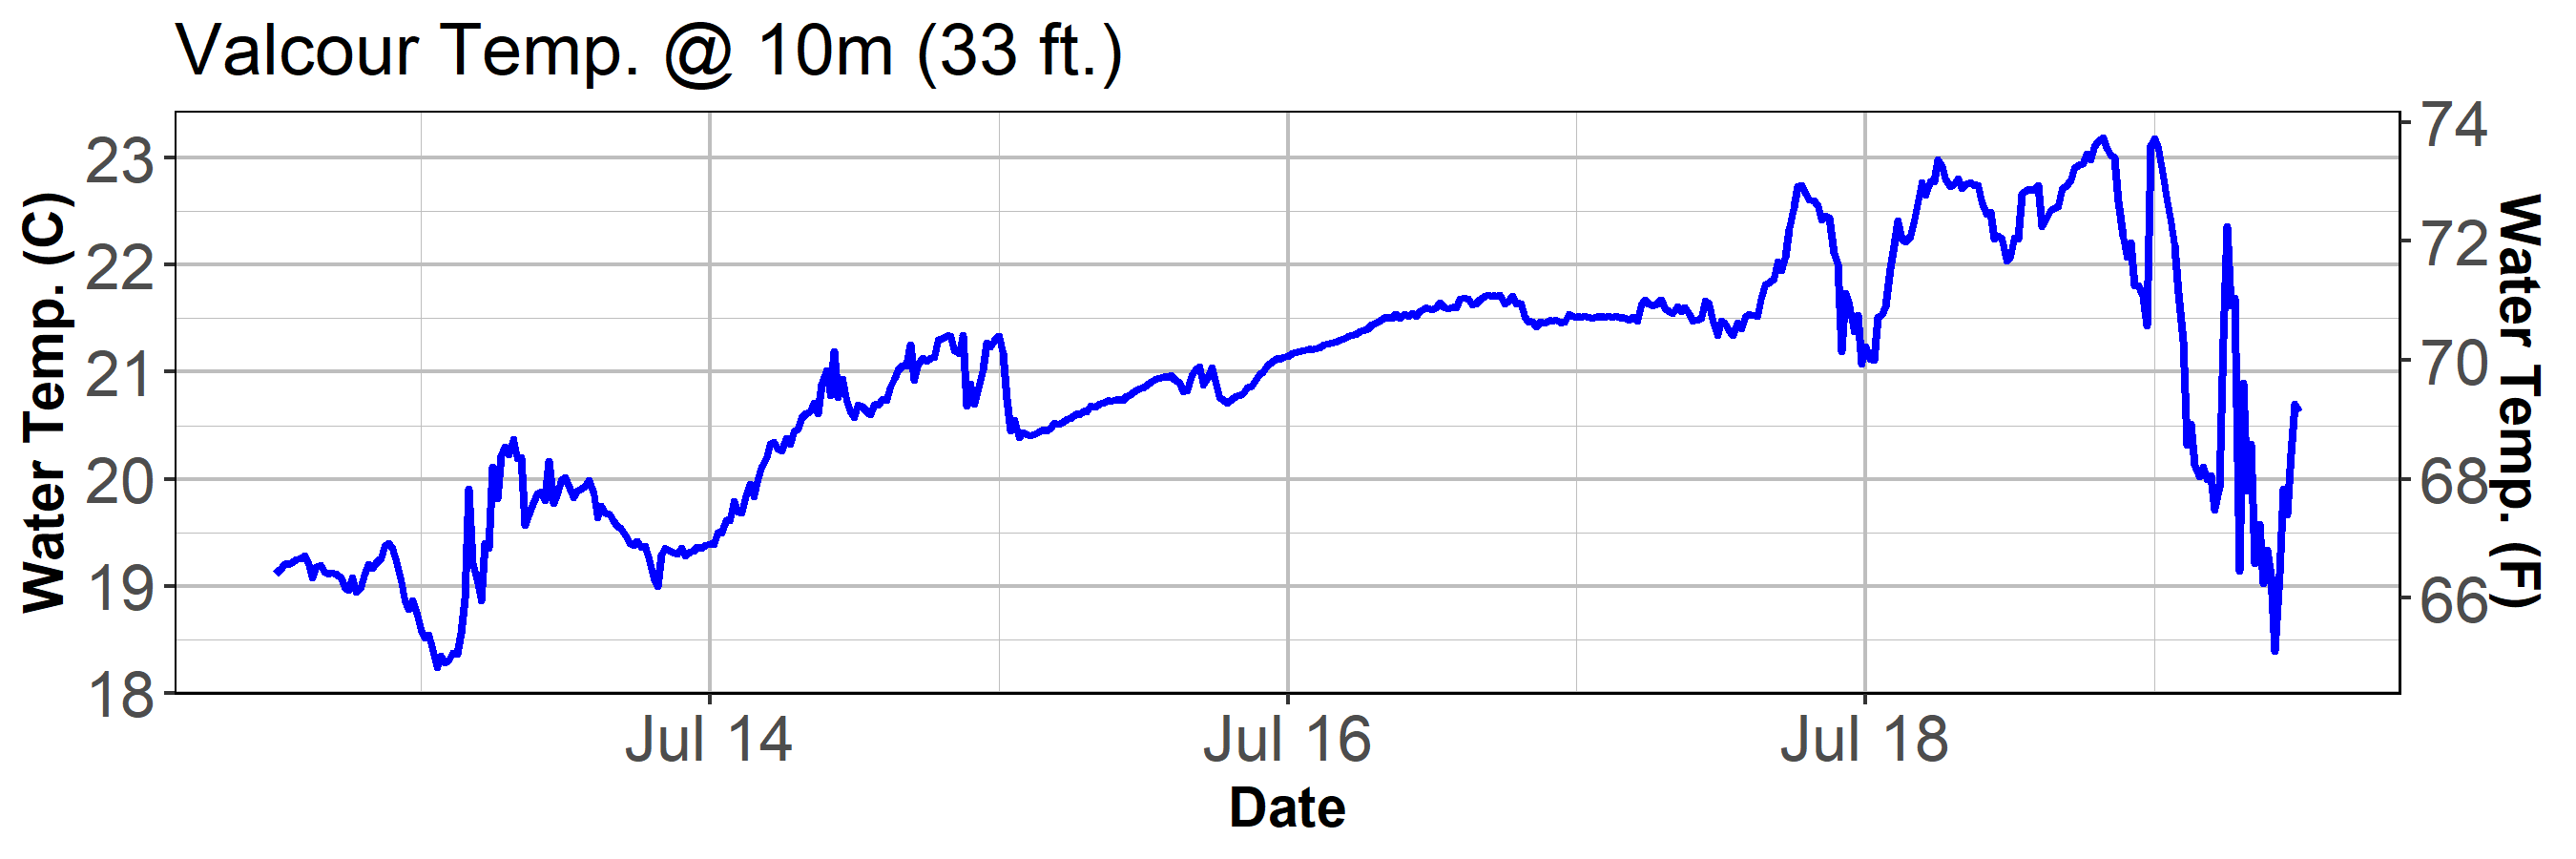 Valcour Temp. @ 10m (33 ft.)
Water Temp. (C)
23
22
21
20
19
18
74
72
70
68
66
Water Temp. (F)
Jul 14
Jul 16
Jul 18
Date